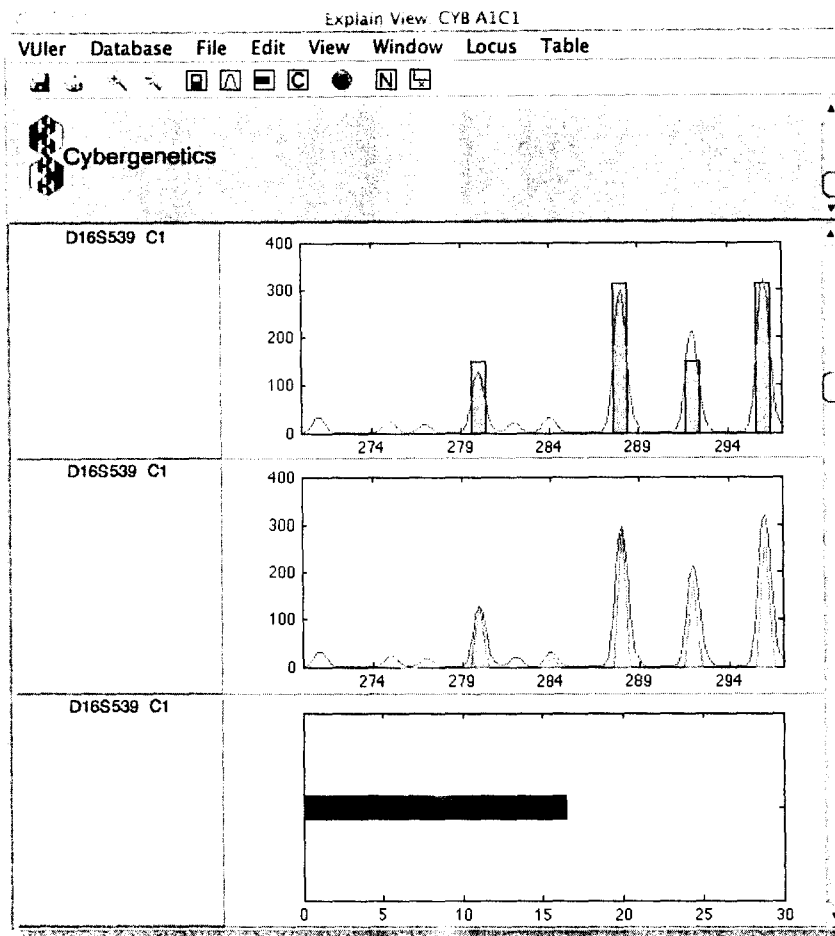 Explain View: CYB A1C1
VUler Database File Edit View Window Locus Table
C N
Cybergenetics
D16S539 C1
400
300
200
100
0
274 279 284 289 294
D16S539 C1
400
300
200
100
0
274 279 284 289 294
D16S539 C1
0 5 10 15 20 25 30